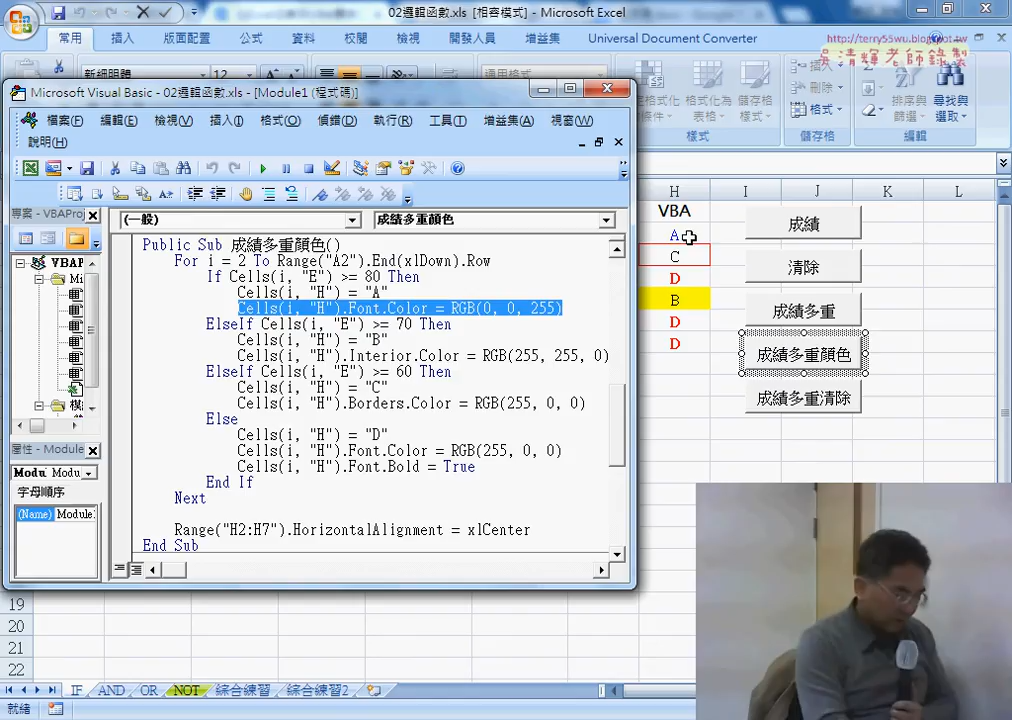 02邏輯函數.xls [相容模式] - Microsoft Excel
常用 插入 版面配置 公式 資料 校閱 檢視 開發人員 增益集 Universal Document Converter
http://terry55wu.blogspot.tw
吳清輝老師錄製
新細明體 12
插入
刪除
格式
排序與篩選 尋找與選取
樣式 儲存格 編輯
Microsoft Visual Basic - 02邏輯函數.xls - [Module1 (程式碼)]
檔案(F) 編輯(E) 檢視(V) 插入(I) 格式(O) 偵錯(D) 執行(R) 工具(T) 增益集(A) 視窗(W)
說明(H)
專案 - VBAProj
(一般) 成績多重顏色
VBAP
Mi
模
屬性 - Module
Modu Modu
字母順序
(Name) Module
Public Sub 成績多重顏色()
For i = 2 To Range("A2").End(xlDown).Row
If Cells(i, "E") >= 80 Then
Cells(i, "H") = "A"
Cells(i, "H").Font.Color = RGB(0, 0, 255)
ElseIf Cells(i, "E") >= 70 Then
Cells(i, "H") = "B"
Cells(i, "H").Interior.Color = RGB(255, 255, 0)
ElseIf Cells(i, "E") >= 60 Then
Cells(i, "H") = "C"
Cells(i, "H").Borders.Color = RGB(255, 0, 0)
Else
Cells(i, "H") = "D"
Cells(i, "H").Font.Color = RGB(255, 0, 0)
Cells(i, "H").Font.Bold = True
End If
Next
Range("H2:H7").HorizontalAlignment = xlCenter
End Sub
H I J K L
VBA
A
C
D
B
D
D
成績
清除
成績多重
成績多重顏色
成績多重清除
19
20
21
22
IF AND OR NOT 綜合練習 綜合練習2
就緒